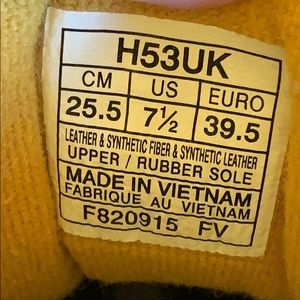 H53UK
CM US EURO
25.5 7½ 39.5
LEATHER & SYNTHETIC FIBER & SYNTHETIC LEATHER
UPPER / RUBBER SOLE
MADE IN VIETNAM
FABRIQUE AU VIETNAM
F820915 FV